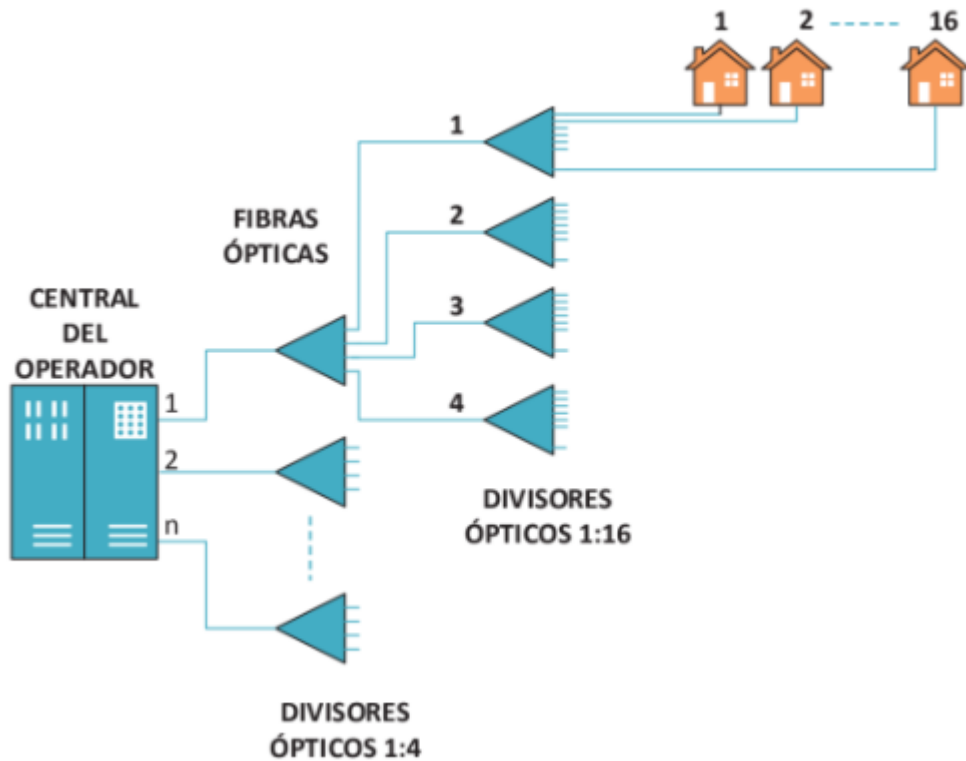 1
2
16
1
2
3
4
FIBRAS
ÓPTICAS
CENTRAL
DEL
OPERADOR
1
2
n
DIVISORES
ÓPTICOS 1:16
DIVISORES
ÓPTICOS 1:4